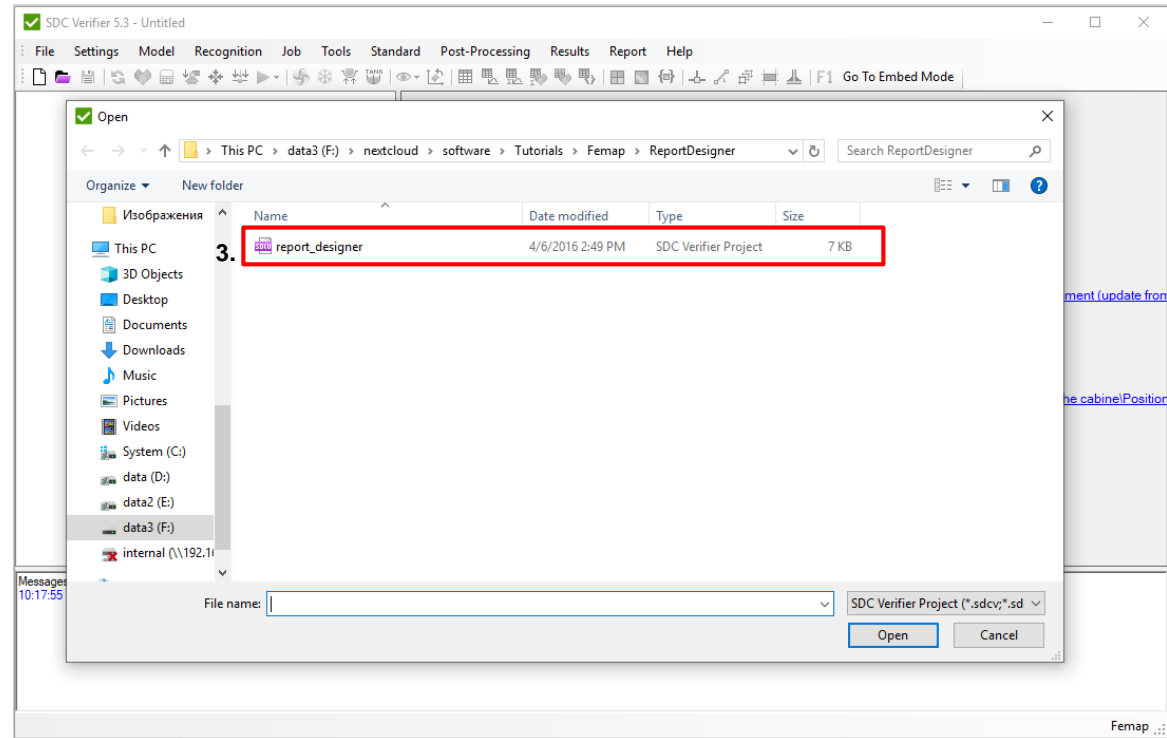 SDC Verifier 5.3 - Untitled
File Settings Model Recognition Job Tools Standard Post-Processing Results Report Help
F1 Go To Embed Mode
Open
This PC > data3 (F:) > nextcloud > software > Tutorials > Femap > ReportDesigner
Search ReportDesigner
Organize New folder
Name Date modified Type Size
Изображения
3. report_designer 4/6/2016 2:49 PM SDC Verifier Project 7 KB
This PC
3D Objects
Desktop
Documents
Downloads
Music
Pictures
Videos
System (C:)
data (D:)
data2 (E:)
data3 (F:)
internal (\\192.1
ment (update from
he cabine\Position
Messages
10:17:55
File name:
SDC Verifier Project (*.sdcv;*.sd
Open Cancel
Femap